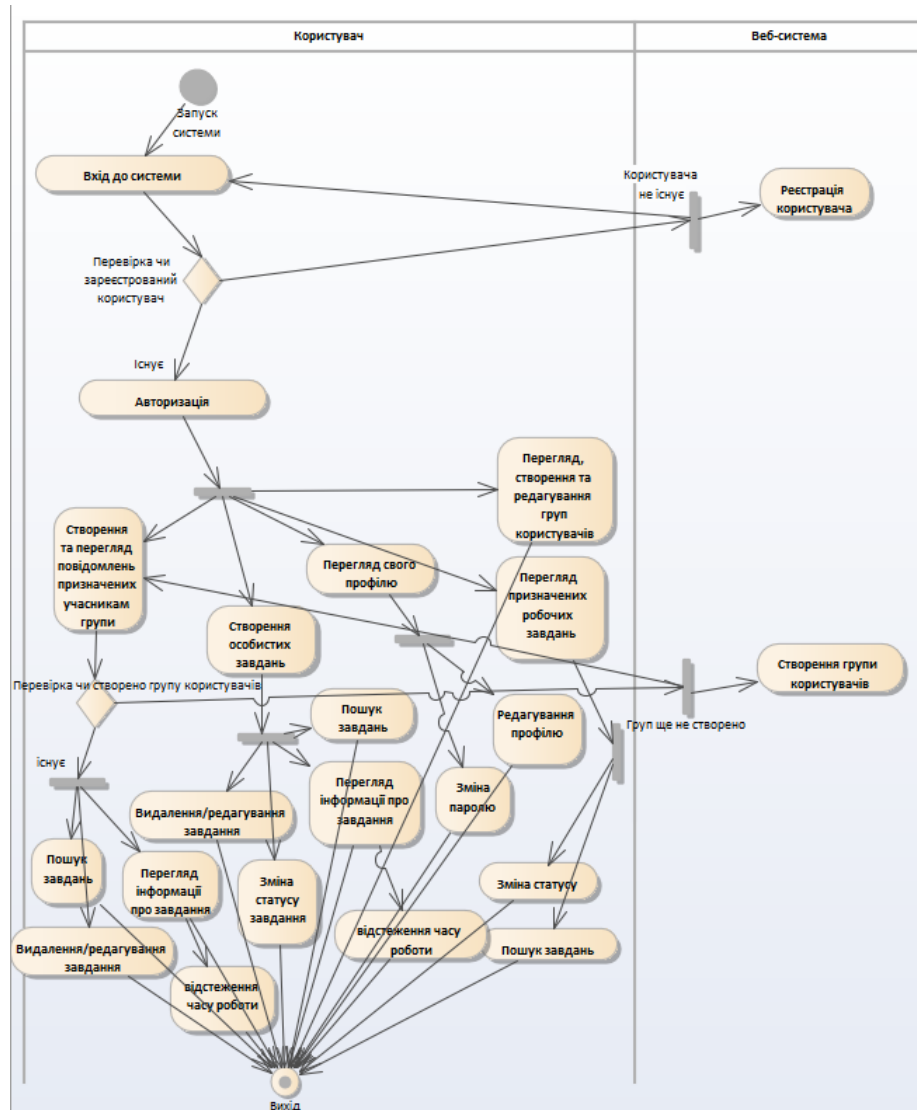 Користувач
Веб-система
Запуск
системи
Вхід до системи
Користувача
не існує
Реєстрація
користувача
Перевірка чи
зареєстрований
користувач
Існує
Авторизація
Перегляд,
створення та
редагування
груп
користувачів
Створення
та перегляд
повідомлень
призначених
учасникам
групи
Перегляд свого
профілю
Перегляд
призначених
робочих
завдань
Створення
особистих
завдань
Створення групи
користувачів
Перевірка чи створено групу користувачів
Груп ще не створено
Пошук
завдань
Редагування
профілю
існує
Перегляд
інформації про
завдання
Зміна
паролю
Видалення/редагування
завдання
Пошук
завдань
Перегляд
інформації
про завдання
Зміна
статусу
завдання
Зміна статусу
відстеження часу
роботи
Пошук завдань
Видалення/редагування
завдання
відстеження
часу роботи
Вихід